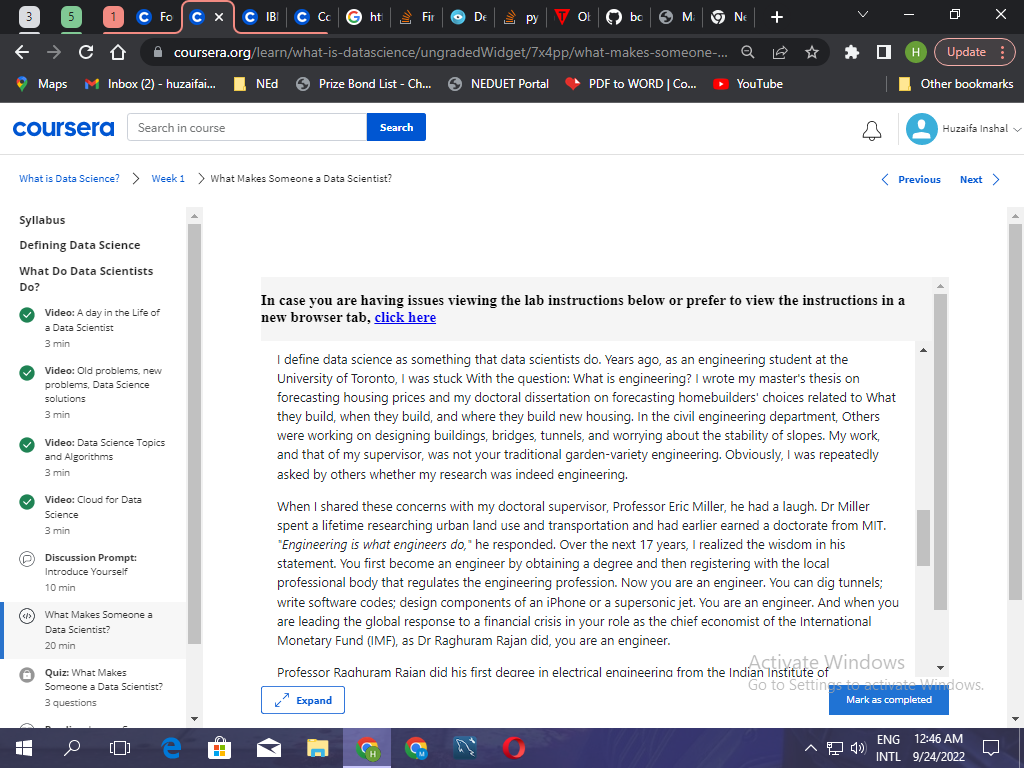 3
5
1
Fo
IBI
Cc
ht
Fir
De
py
Ol
bc
M
Ne
coursera.org/learn/what-is-datascience/ungradedWidget/7x4pp/what-makes-someone-...
H
Update
Maps
Inbox (2) - huzaifai...
NEd
Prize Bond List - Ch...
NEDUET Portal
PDF to WORD | Co...
YouTube
Other bookmarks
coursera
Search in course
Search
Huzaifa Inshal
What is Data Science?
Week 1
What Makes Someone a Data Scientist?
Previous
Next
Syllabus
Defining Data Science
What Do Data Scientists
Do?
Video: A day in the Life of
a Data Scientist
3 min
Video: Old problems, new
problems, Data Science
solutions
3 min
Video: Data Science Topics
and Algorithms
3 min
Video: Cloud for Data
Science
3 min
Discussion Prompt:
Introduce Yourself
10 min
What Makes Someone a
Data Scientist?
20 min
Quiz: What Makes
Someone a Data Scientist?
3 questions
In case you are having issues viewing the lab instructions below or prefer to view the instructions in a
new browser tab, click here
I define data science as something that data scientists do. Years ago, as an engineering student at the
University of Toronto, I was stuck With the question: What is engineering? I wrote my master's thesis on
forecasting housing prices and my doctoral dissertation on forecasting homebuilders' choices related to What
they build, when they build, and where they build new housing. In the civil engineering department, Others
were working on designing buildings, bridges, tunnels, and worrying about the stability of slopes. My work,
and that of my supervisor, was not your traditional garden-variety engineering. Obviously, I was repeatedly
asked by others whether my research was indeed engineering.
When I shared these concerns with my doctoral supervisor, Professor Eric Miller, he had a laugh. Dr Miller
spent a lifetime researching urban land use and transportation and had earlier earned a doctorate from MIT.
"Engineering is what engineers do," he responded. Over the next 17 years, I realized the wisdom in his
statement. You first become an engineer by obtaining a degree and then registering with the local
professional body that regulates the engineering profession. Now you are an engineer. You can dig tunnels;
write software codes; design components of an iPhone or a supersonic jet. You are an engineer. And when you
are leading the global response to a financial crisis in your role as the chief economist of the International
Monetary Fund (IMF), as Dr Raghuram Rajan did, you are an engineer.
Professor Raghuram Rajan did his first degree in electrical engineering from the Indian Institute of
Expand
Mark as completed
Activate Windows
Go to Settings to activate Windows.
ENG
INTL
12:46 AM
9/24/2022